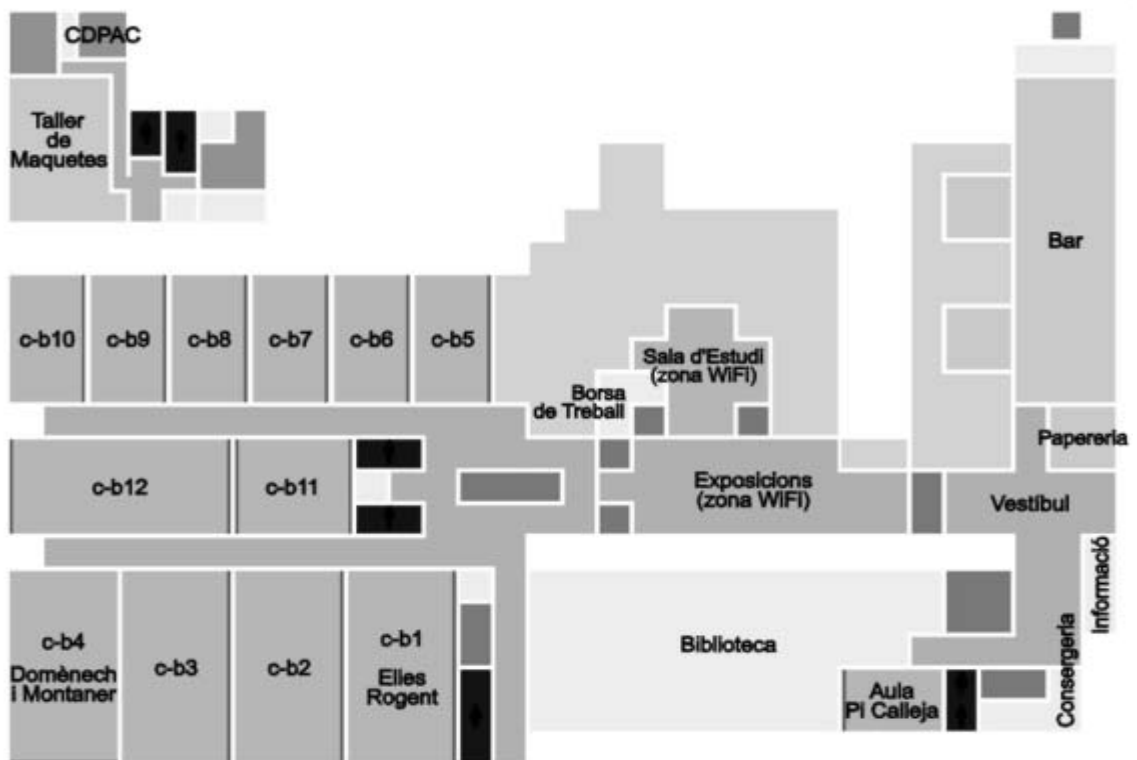 CDPAC
Taller
de
Maquetes
Bar
c-b10
c-b9
c-b8
c-b7
c-b6
c-b5
Sala d'Estudi
(zona WiFi)
Borsa
de Treball
Papereria
c-b12
c-b11
Exposicions
(zona WIFI)
Vestíbul
Informació
Consergeria
c-b4
Domènech
i Montaner
c-b3
c-b2
c-b1
Elies
Rogent
Biblioteca
Aula
Pi Calleja